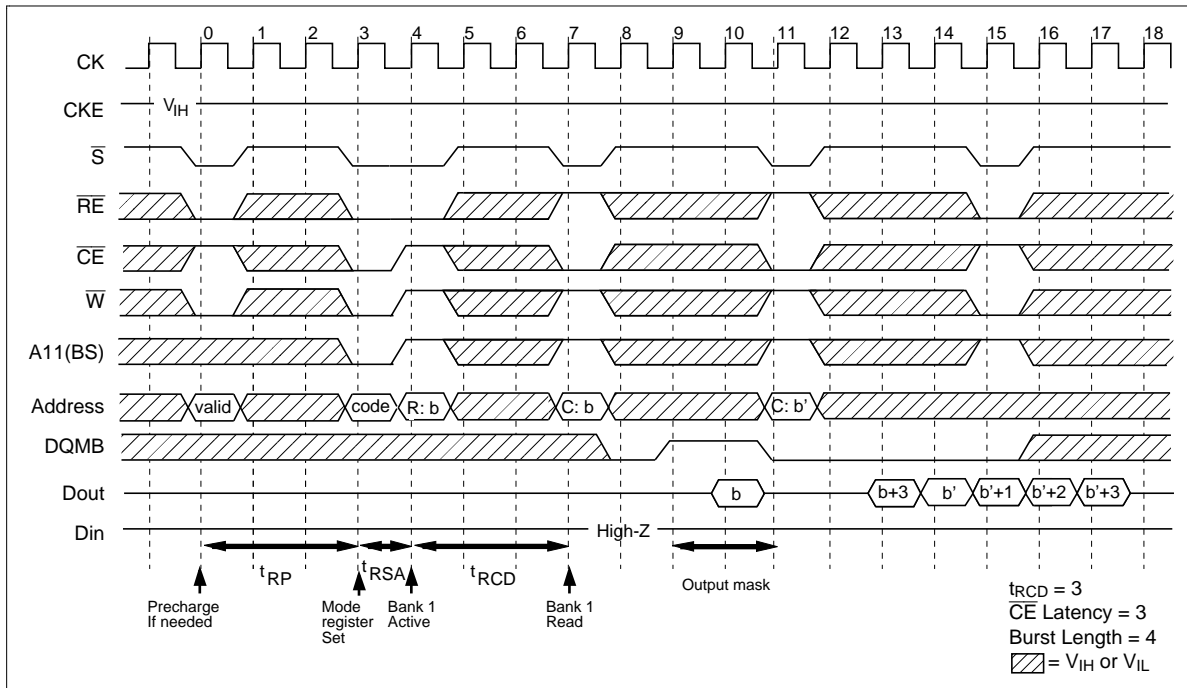 0 1 2 3 4 5 6 7 8 9 10 11 12 13 14 15 16 17 18
CK
CKE VIH
S
RE
CE
W
A11(BS)
Address valid code R: b C: b C: b'
DQMB
Dout b b+3 b' b'+1 b'+2 b'+3
Din High-Z
tRP tRSA tRCD Output mask
Precharge
If needed
Mode
register
Set
Bank 1
Active
Bank 1
Read
tRCD = 3
CE Latency = 3
Burst Length = 4
= VIH or VIL